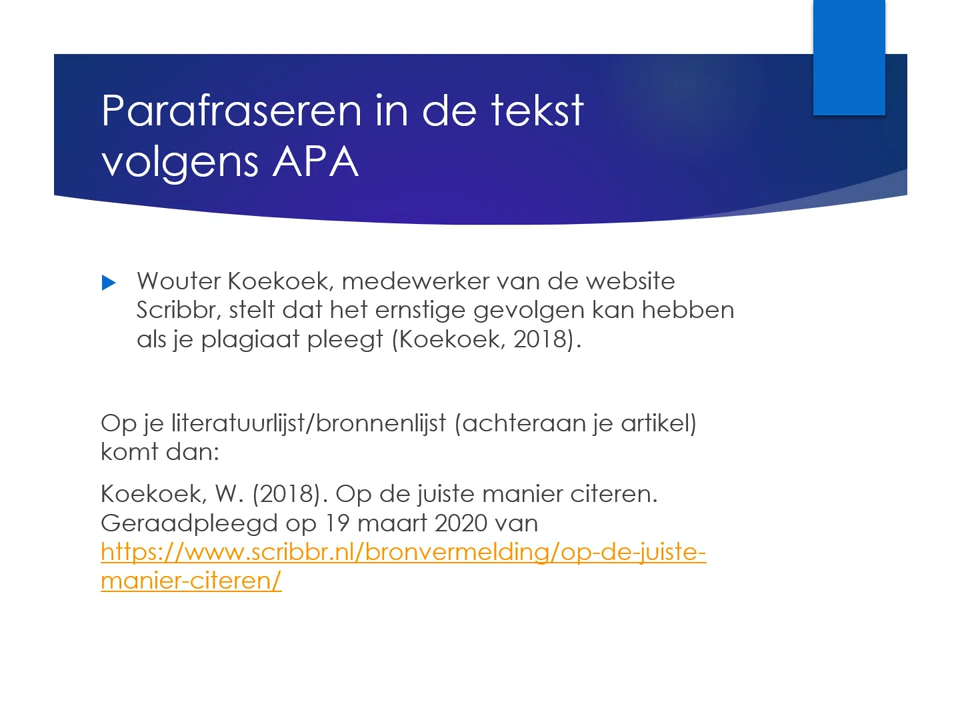 Parafraseren in de tekst
volgens APA
Wouter Koekoek, medewerker van de website
Scribbr, stelt dat het ernstige gevolgen kan hebben
als je plagiaat pleegt (Koekoek, 2018).
Op je literatuurlijst/bronnenlijst (achteraan je artikel)
komt dan:
Koekoek, W. (2018). Op de juiste manier citeren.
Geraadpleegd op 19 maart 2020 van
https://www.scribbr.nl/bronvermelding/op-de-juiste-
manier-citeren/